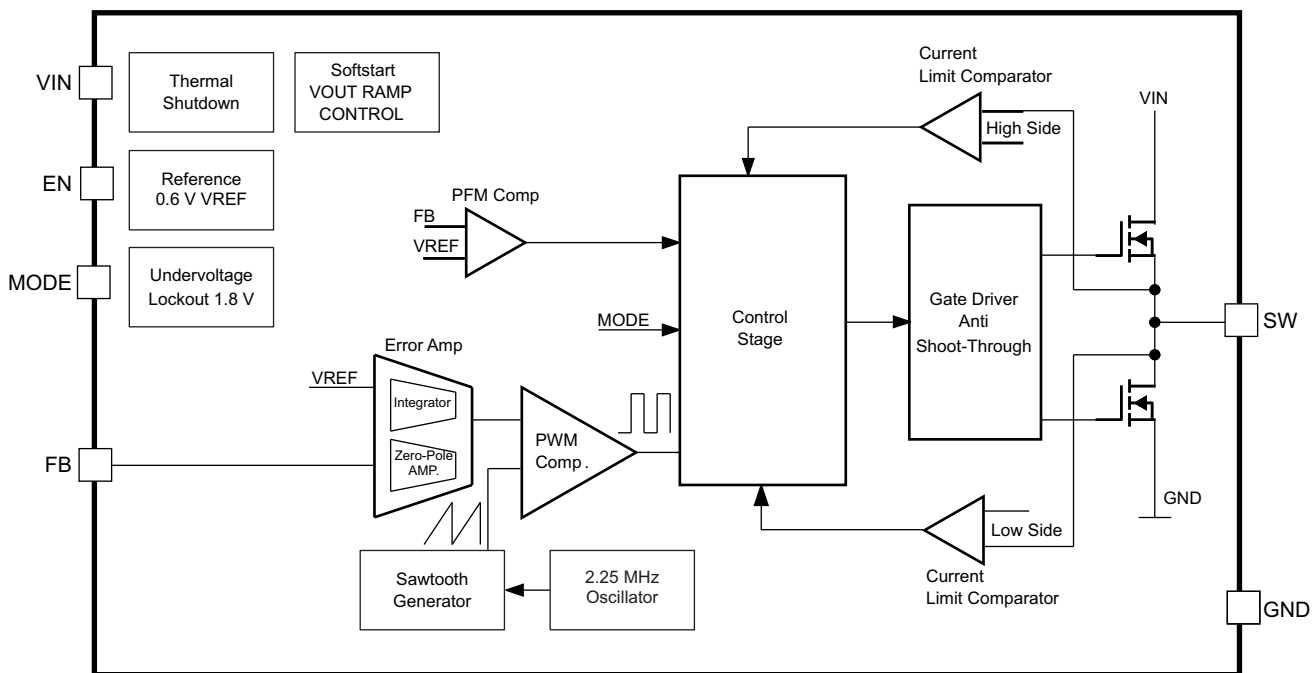 VIN
Thermal
Shutdown
Softstart
VOUT RAMP
CONTROL
Current
Limit Comparator
High Side
VIN
EN
Reference
0.6 V VREF
PFM Comp
FB
VREF
MODE
Undervoltage
Lockout 1.8 V
MODE
Control
Stage
Gate Driver
Anti
Shoot-Through
SW
Error Amp
VREF
Integrator
Zero-Pole
AMP.
PWM
Comp.
FB
Low Side
GND
Sawtooth
Generator
2.25 MHz
Oscillator
Current
Limit Comparator
GND